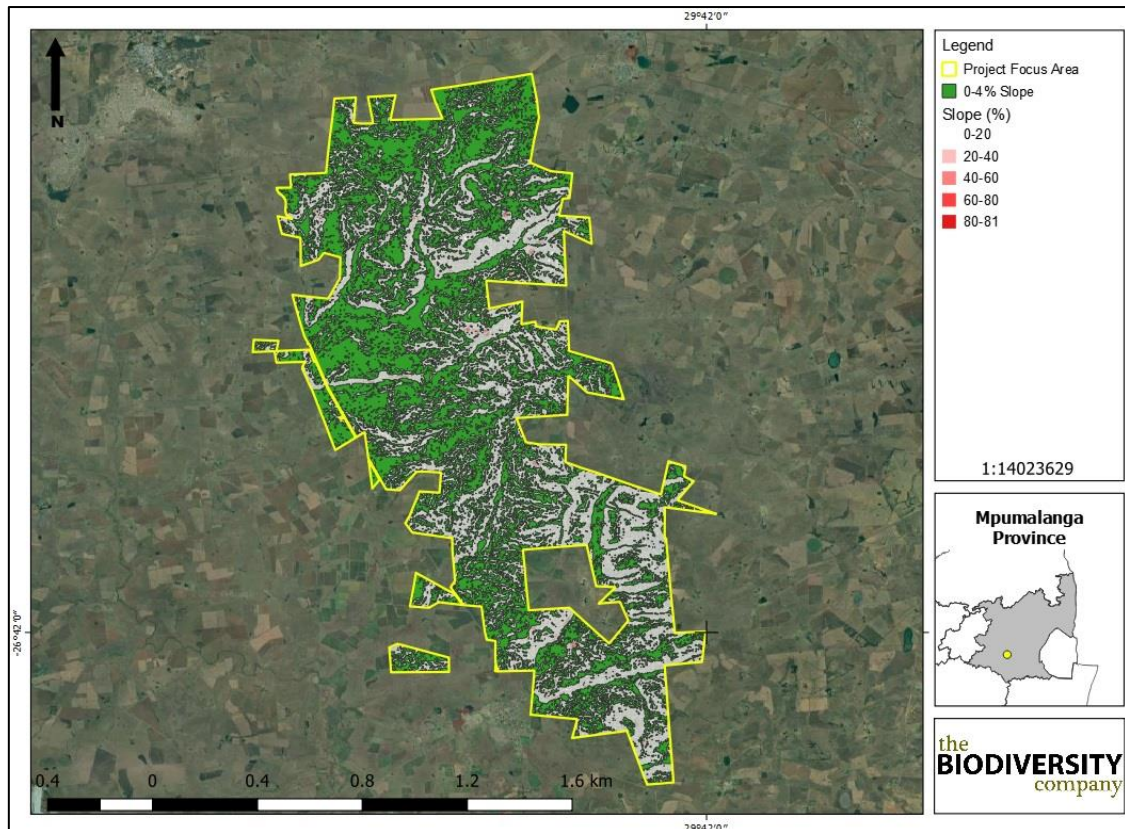 29°42′0″
N
-26°42′0″
0.4 0 0.4 0.8 1.2 1.6 km
29°42′0″
Legend
Project Focus Area
0-4% Slope
Slope (%)
0-20
20-40
40-60
60-80
80-81
1:14023629
Mpumalanga
Province
the
BIODIVERSITY
company